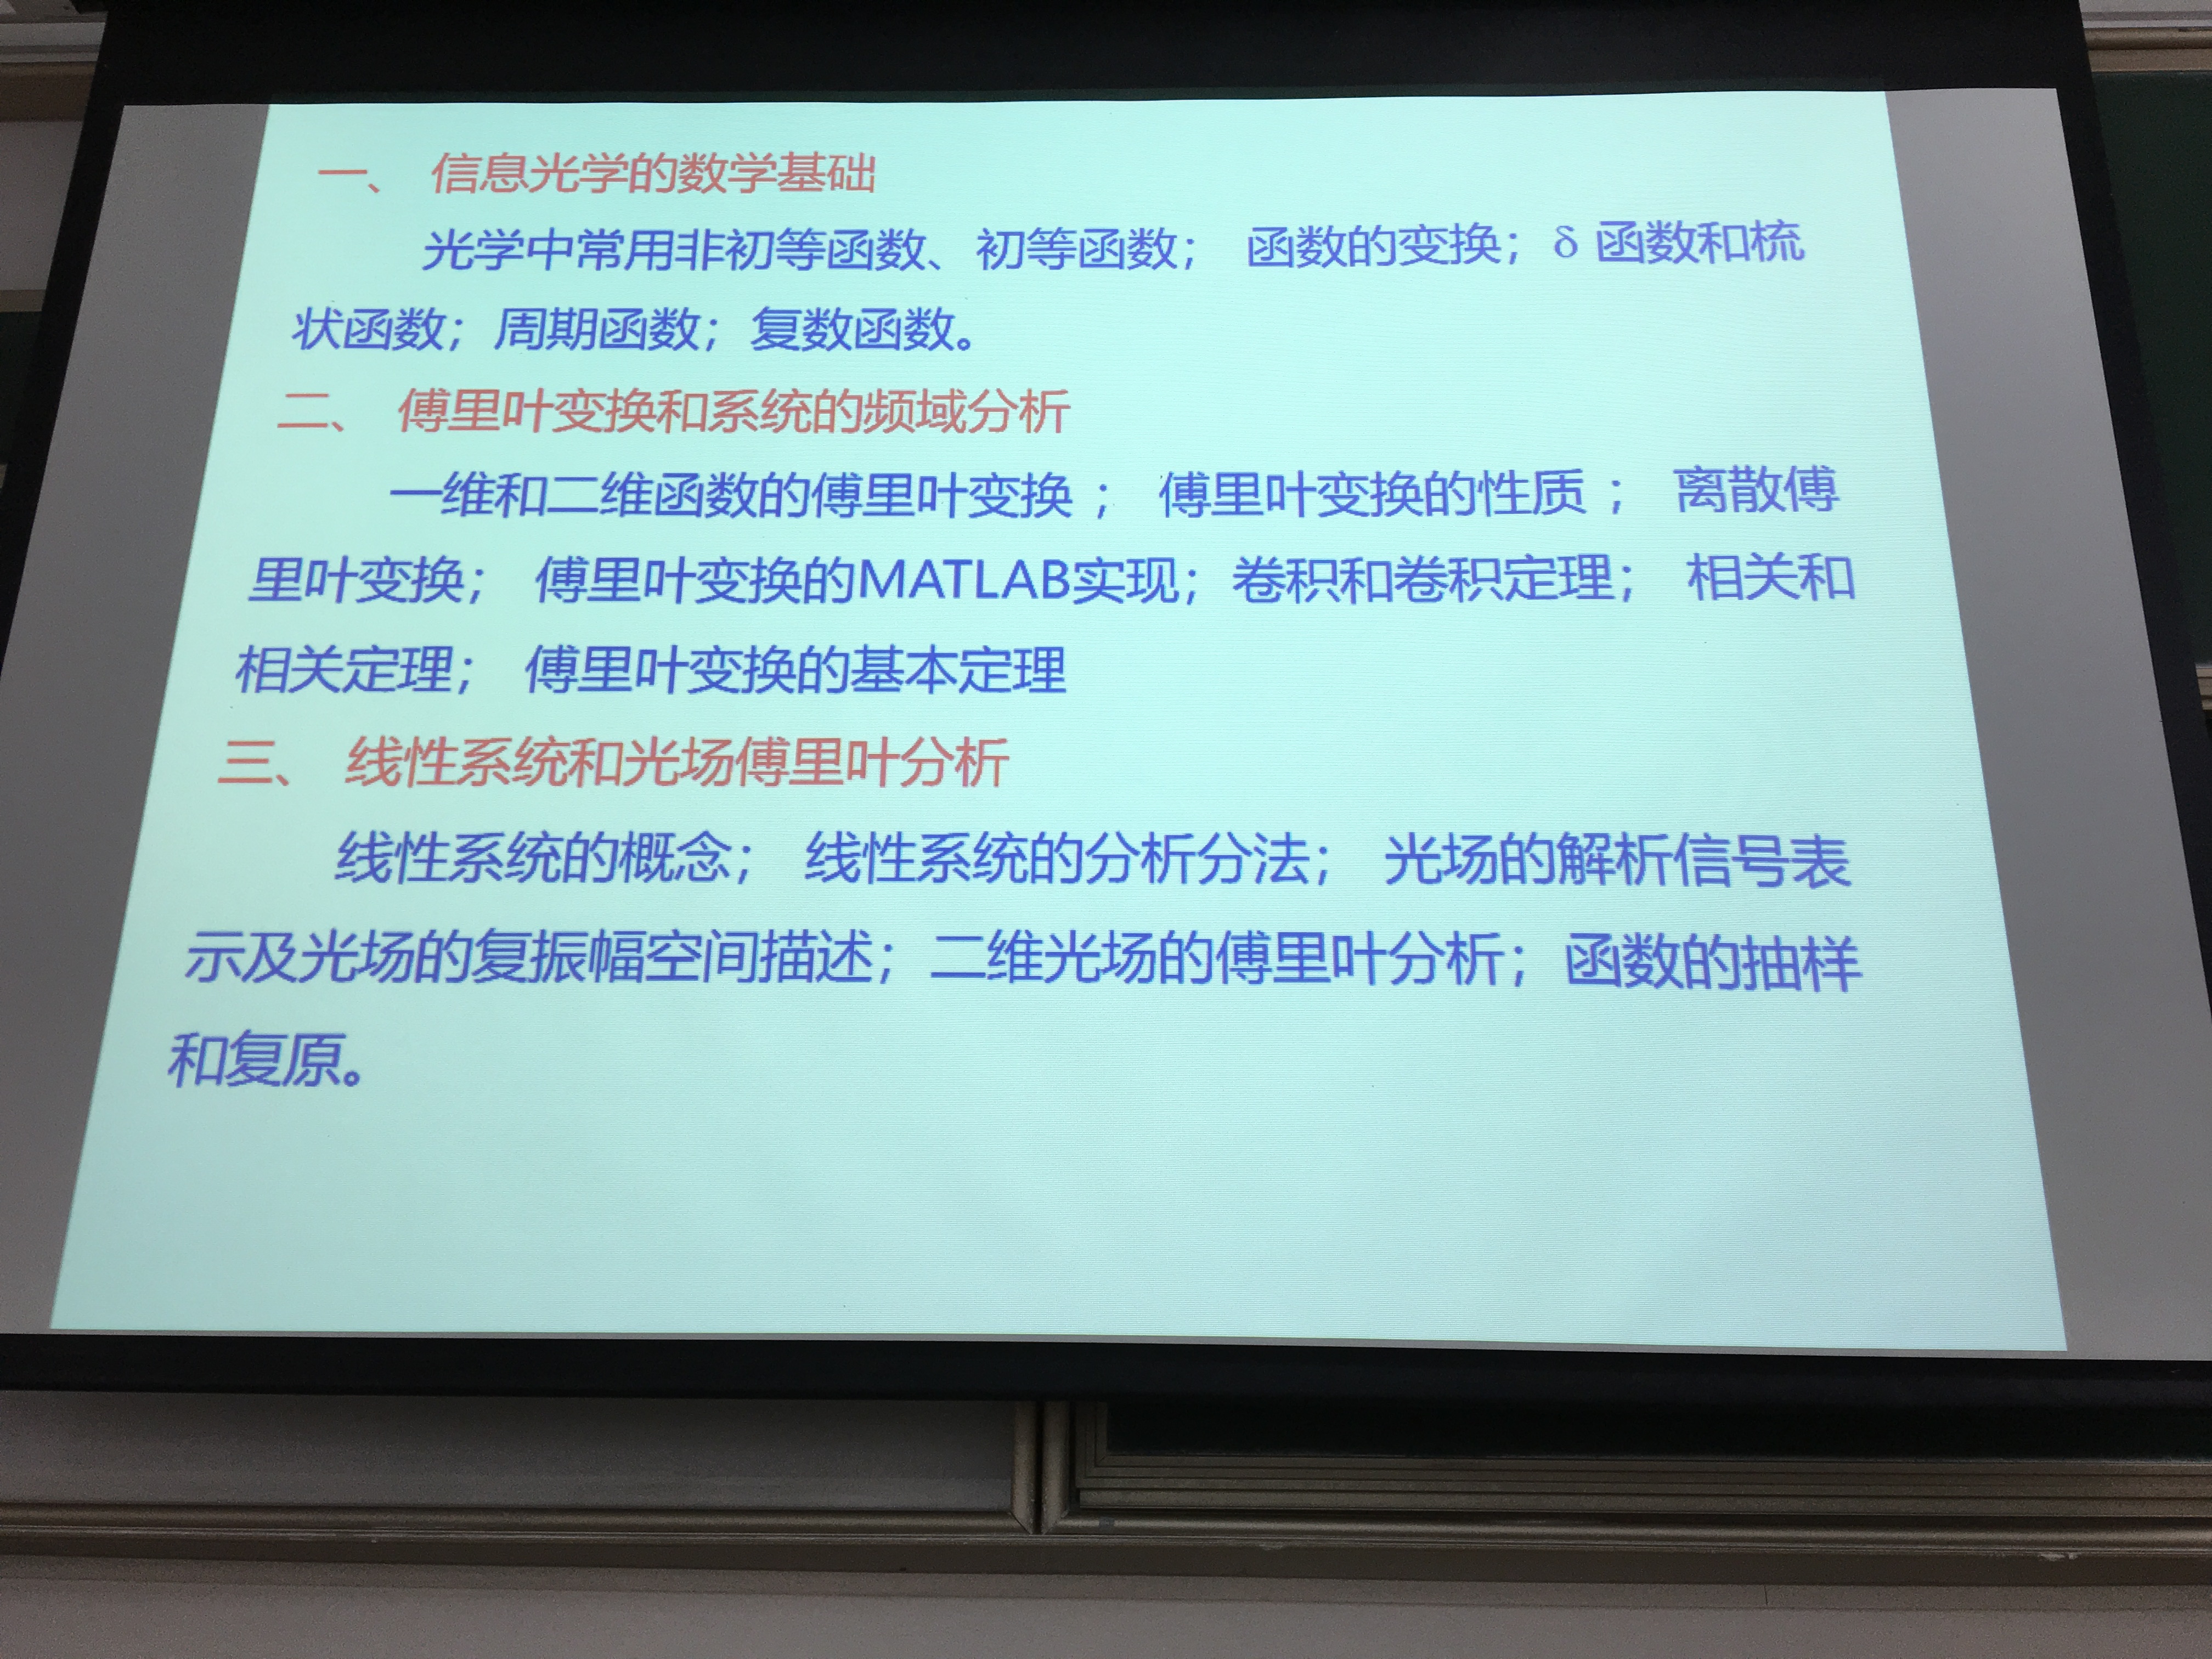 一、 信息光学的数学基础
光学中常用非初等函数、初等函数； 函数的变换；δ 函数和梳
状函数；周期函数；复数函数。
二、 傅里叶变换和系统的频域分析
一维和二维函数的傅里叶变换 ； 傅里叶变换的性质 ； 离散傅
里叶变换； 傅里叶变换的MATLAB实现；卷积和卷积定理； 相关和
相关定理； 傅里叶变换的基本定理
三、 线性系统和光场傅里叶分析
线性系统的概念； 线性系统的分析分法； 光场的解析信号表
示及光场的复振幅空间描述；二维光场的傅里叶分析；函数的抽样
和复原。